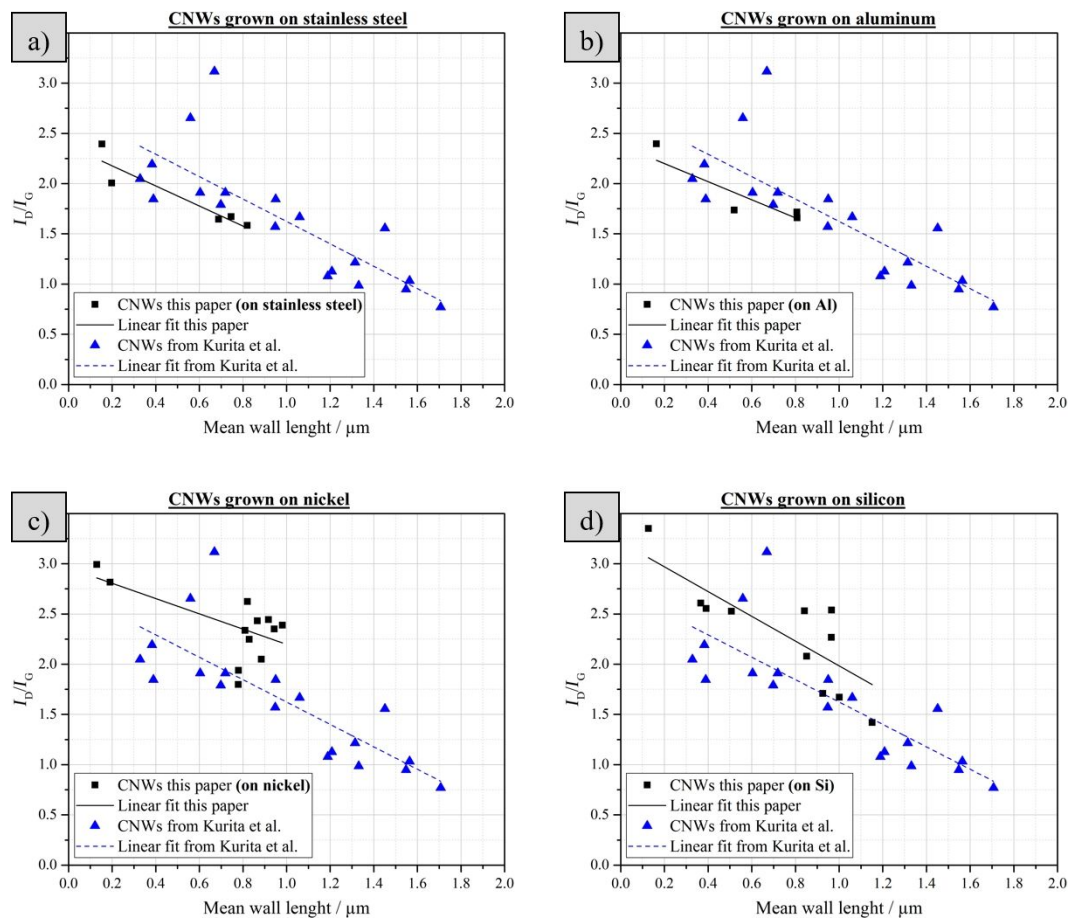 a)
CNWs grown on stainless steel
3.0
2.5
2.0
1.5
1.0
0.5
0.0
I_D/I_G
CNWs this paper (on stainless steel)
Linear fit this paper
CNWs from Kurita et al.
Linear fit from Kurita et al.
0.0 0.2 0.4 0.6 0.8 1.0 1.2 1.4 1.6 1.8 2.0
Mean wall lenght / μm
b)
CNWs grown on aluminum
3.0
2.5
2.0
1.5
1.0
0.5
0.0
I_D/I_G
CNWs this paper (on Al)
Linear fit this paper
CNWs from Kurita et al.
Linear fit from Kurita et al.
0.0 0.2 0.4 0.6 0.8 1.0 1.2 1.4 1.6 1.8 2.0
Mean wall lenght / μm
c)
CNWs grown on nickel
3.0
2.5
2.0
1.5
1.0
0.5
0.0
I_D/I_G
CNWs this paper (on nickel)
Linear fit this paper
CNWs from Kurita et al.
Linear fit from Kurita et al.
0.0 0.2 0.4 0.6 0.8 1.0 1.2 1.4 1.6 1.8 2.0
Mean wall lenght / μm
d)
CNWs grown on silicon
3.0
2.5
2.0
1.5
1.0
0.5
0.0
I_D/I_G
CNWs this paper (on Si)
Linear fit this paper
CNWs from Kurita et al.
Linear fit from Kurita et al.
0.0 0.2 0.4 0.6 0.8 1.0 1.2 1.4 1.6 1.8 2.0
Mean wall lenght / μm